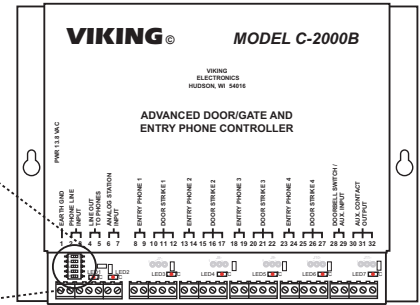 VIKING © MODEL C-2000B
VIKING
ELECTRONICS
HUDSON, WI 54016
ADVANCED DOOR/GATE AND
ENTRY PHONE CONTROLLER
PWR 13.8 VAC
EARTH GND
PHONE LINE INPUT
LINE OUT TO PHONES
ANALOG STATION INPUT
ENTRY PHONE 1
DOOR STRIKE 1
ENTRY PHONE 2
DOOR STRIKE 2
ENTRY PHONE 3
DOOR STRIKE 3
ENTRY PHONE 4
DOOR STRIKE 4
DOORBELL SWITCH / AUX. INPUT
AUX. CONTACT OUTPUT
1 2 3 4 5 6 7 8 9 10 11 12 13 14 15 16 17 18 19 20 21 22 23 24 25 26 27 28 29 30 31 32
LED1 LED2 LED3 LED4 LED5 LED6 LED7